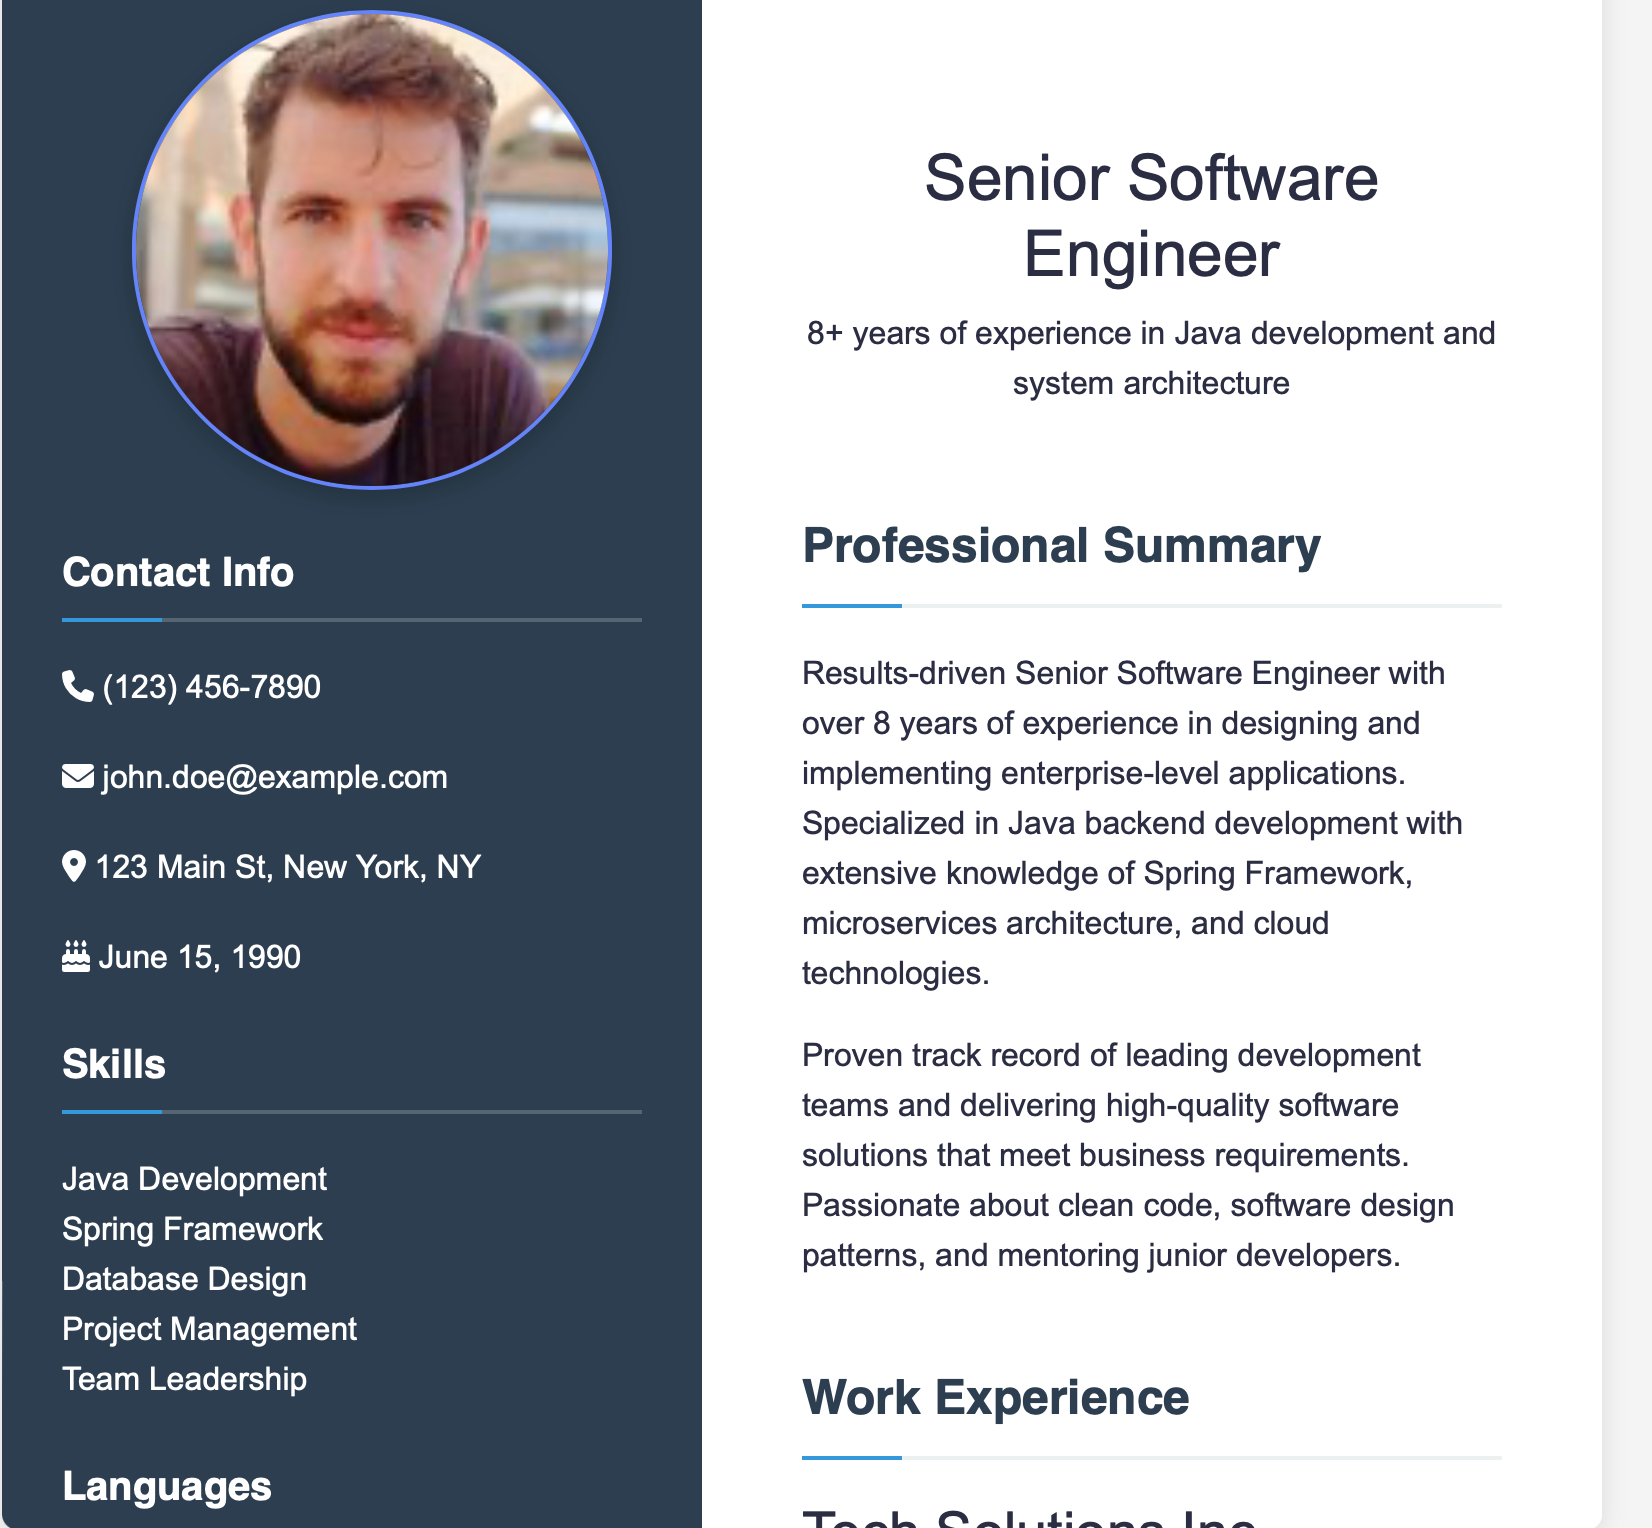 Contact Info
(123) 456-7890
john.doe@example.com
123 Main St, New York, NY
June 15, 1990
Skills
Java Development
Spring Framework
Database Design
Project Management
Team Leadership
Languages
Senior Software
Engineer
8+ years of experience in Java development and
system architecture
Professional Summary
Results-driven Senior Software Engineer with
over 8 years of experience in designing and
implementing enterprise-level applications.
Specialized in Java backend development with
extensive knowledge of Spring Framework,
microservices architecture, and cloud
technologies.
Proven track record of leading development
teams and delivering high-quality software
solutions that meet business requirements.
Passionate about clean code, software design
patterns, and mentoring junior developers.
Work Experience
Tech Solutions Inc